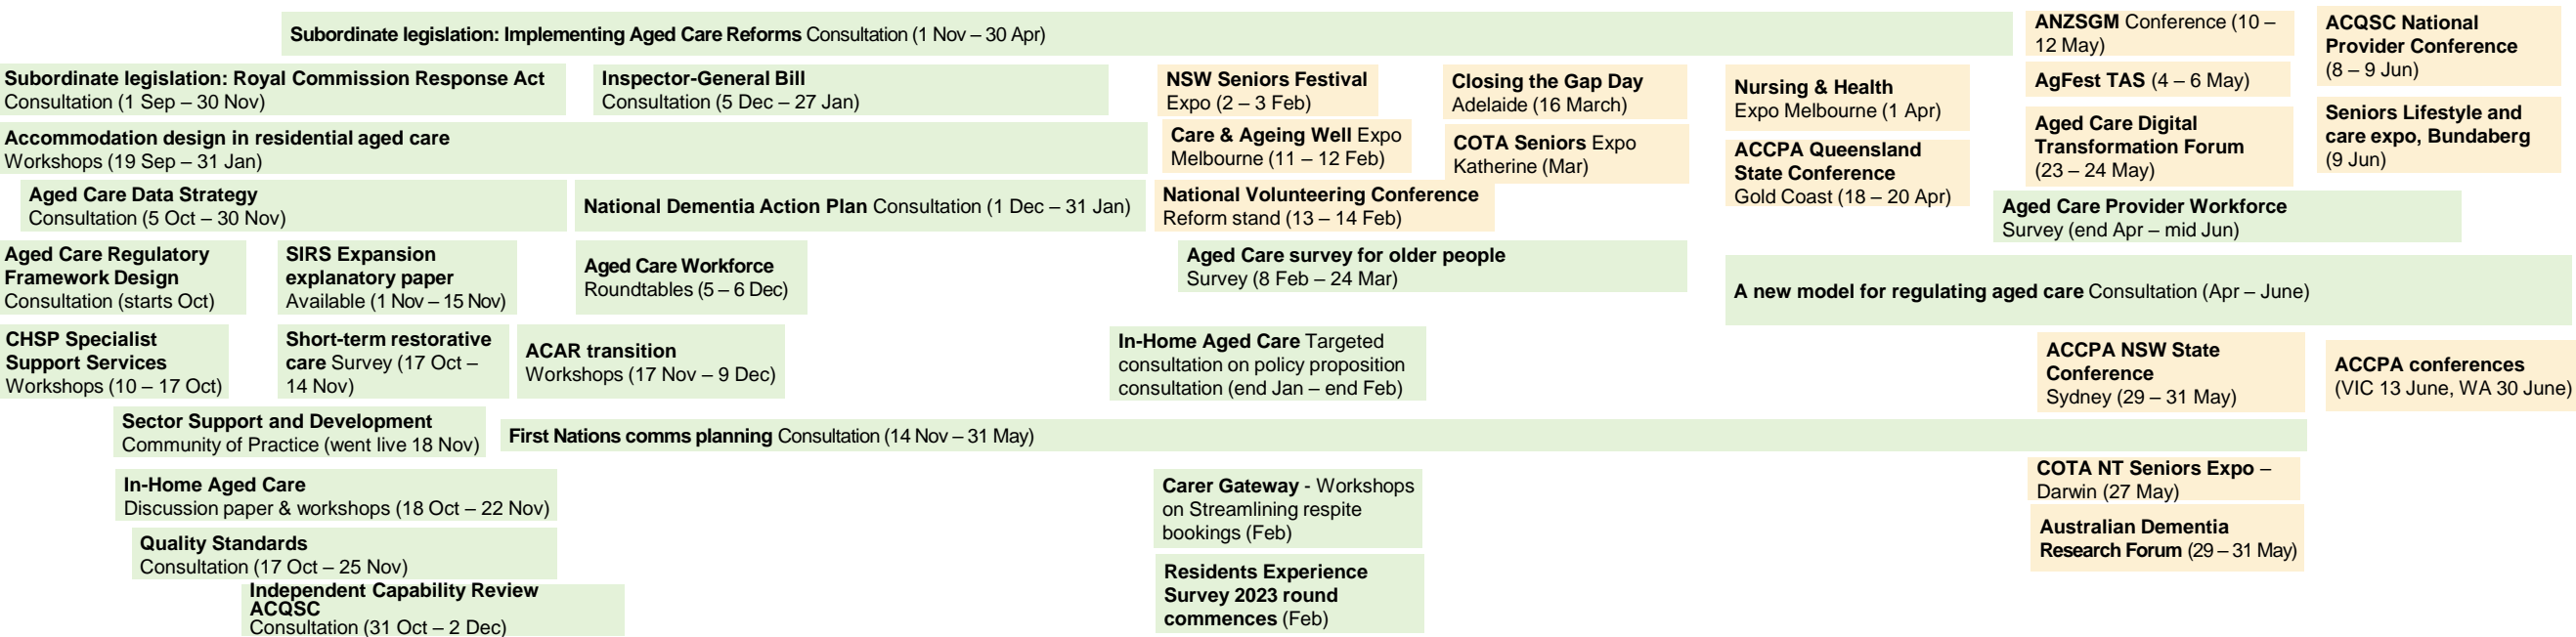 Subordinate legislation: Implementing Aged Care Reforms Consultation (1 Nov – 30 Apr)
ANZSGM Conference (10 –
12 May)
ACQSC National
Provider Conference
(8 – 9 Jun)
Subordinate legislation: Royal Commission Response Act
Consultation (1 Sep – 30 Nov)
Inspector-General Bill
Consultation (5 Dec – 27 Jan)
NSW Seniors Festival
Expo (2 – 3 Feb)
Closing the Gap Day
Adelaide (16 March)
Nursing & Health
Expo Melbourne (1 Apr)
AgFest TAS (4 – 6 May)
Seniors Lifestyle and
care expo, Bundaberg
(9 Jun)
Accommodation design in residential aged care
Workshops (19 Sep – 31 Jan)
Care & Ageing Well Expo
Melbourne (11 – 12 Feb)
COTA Seniors Expo
Katherine (Mar)
ACCPA Queensland
State Conference
Gold Coast (18 – 20 Apr)
Aged Care Digital
Transformation Forum
(23 – 24 May)
Aged Care Data Strategy
Consultation (5 Oct – 30 Nov)
National Dementia Action Plan Consultation (1 Dec – 31 Jan)
National Volunteering Conference
Reform stand (13 – 14 Feb)
Aged Care Provider Workforce
Survey (end Apr – mid Jun)
Aged Care Regulatory
Framework Design
Consultation (starts Oct)
SIRS Expansion
explanatory paper
Available (1 Nov – 15 Nov)
Aged Care Workforce
Roundtables (5 – 6 Dec)
Aged Care survey for older people
Survey (8 Feb – 24 Mar)
A new model for regulating aged care Consultation (Apr – June)
CHSP Specialist
Support Services
Workshops (10 – 17 Oct)
Short-term restorative
care Survey (17 Oct –
14 Nov)
ACAR transition
Workshops (17 Nov – 9 Dec)
In-Home Aged Care Targeted
consultation on policy proposition
consultation (end Jan – end Feb)
ACCPA NSW State
Conference
Sydney (29 – 31 May)
ACCPA conferences
(VIC 13 June, WA 30 June)
Sector Support and Development
Community of Practice (went live 18 Nov)
First Nations comms planning Consultation (14 Nov – 31 May)
In-Home Aged Care
Discussion paper & workshops (18 Oct – 22 Nov)
Carer Gateway - Workshops
on Streamlining respite
bookings (Feb)
COTA NT Seniors Expo –
Darwin (27 May)
Quality Standards
Consultation (17 Oct – 25 Nov)
Australian Dementia
Research Forum (29 – 31 May)
Independent Capability Review
ACQSC
Consultation (31 Oct – 2 Dec)
Residents Experience
Survey 2023 round
commences (Feb)